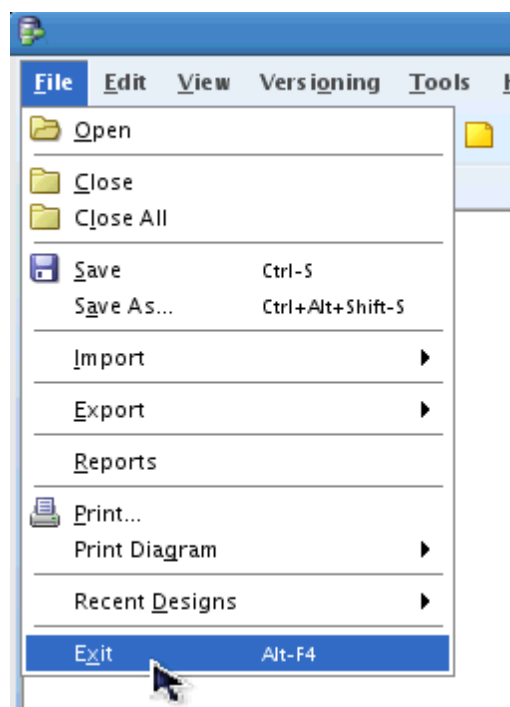 File Edit View Versioning Tools
Open
Close
Close All
Save Ctrl-S
Save As... Ctrl+Alt+Shift-S
Import
Export
Reports
Print...
Print Diagram
Recent Designs
Exit Alt-F4